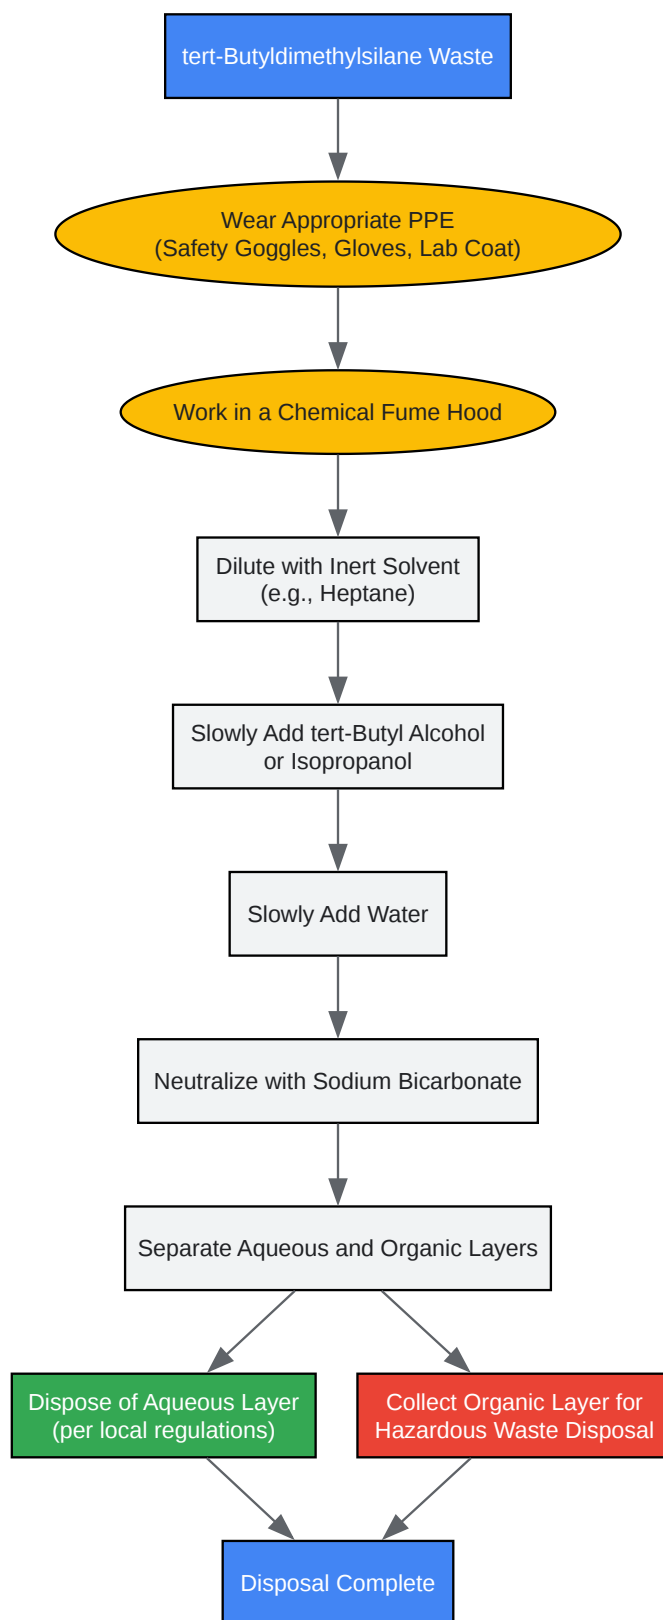 tert-Butyldimethylsilane Waste
Wear Appropriate PPE
(Safety Goggles, Gloves, Lab Coat)
Work in a Chemical Fume Hood
Dilute with Inert Solvent
(e.g., Heptane)
Slowly Add tert-Butyl Alcohol
or Isopropanol
Slowly Add Water
Neutralize with Sodium Bicarbonate
Separate Aqueous and Organic Layers
Dispose of Aqueous Layer
(per local regulations)
Collect Organic Layer for
Hazardous Waste Disposal
Disposal Complete